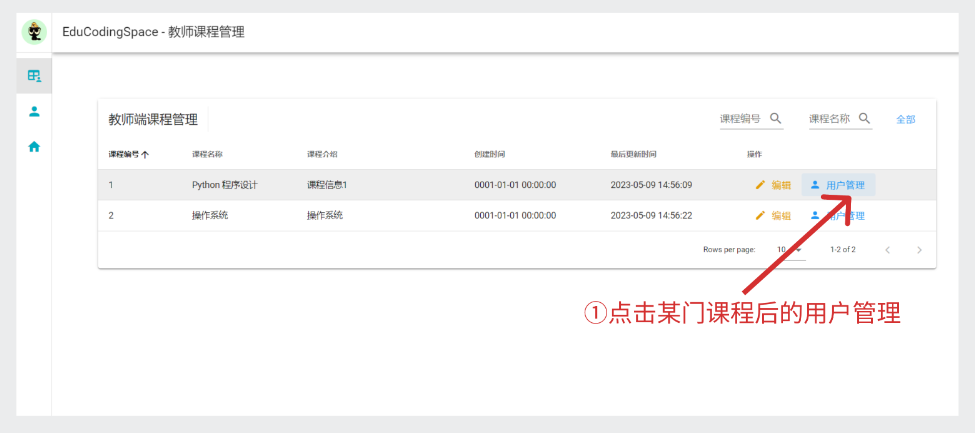 EduCodingSpace - 教师课程管理
教师端课程管理
课程编号 课程名称 全部
课程编号 课程名称 课程介绍 创建时间 最后更新时间 操作
1 Python 程序设计 课程信息1 0001-01-01 00:00:00 2023-05-09 14:56:09 编辑 用户管理
2 操作系统 操作系统 0001-01-01 00:00:00 2023-05-09 14:56:22 编辑 用户管理
Rows per page: 10 1-2 of 2
①点击某门课程后的用户管理